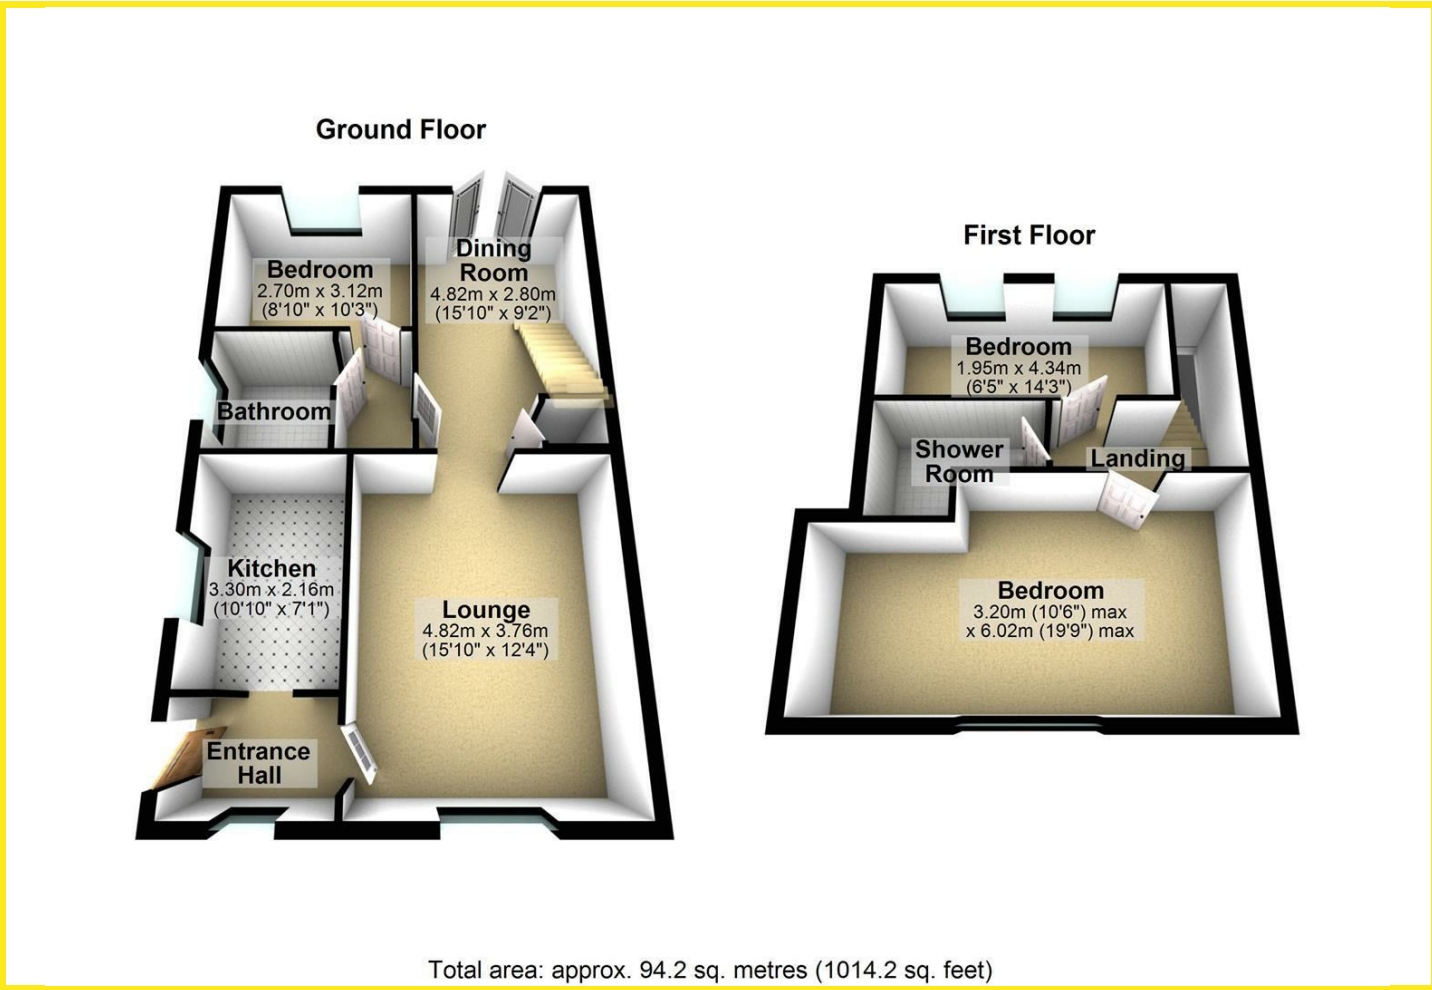 Ground Floor
Bedroom
2.70m x 3.12m
(8'10" x 10'3")
Dining
Room
4.82m x 2.80m
(15'10" x 9'2")
Bathroom
Kitchen
3.30m x 2.16m
(10'10" x 7'1")
Lounge
4.82m x 3.76m
(15'10" x 12'4")
Entrance
Hall
First Floor
Bedroom
1.95m x 4.34m
(6'5" x 14'3")
Shower
Room
Landing
Bedroom
3.20m (10'6") max
x 6.02m (19'9") max
Total area: approx. 94.2 sq. metres (1014.2 sq. feet)